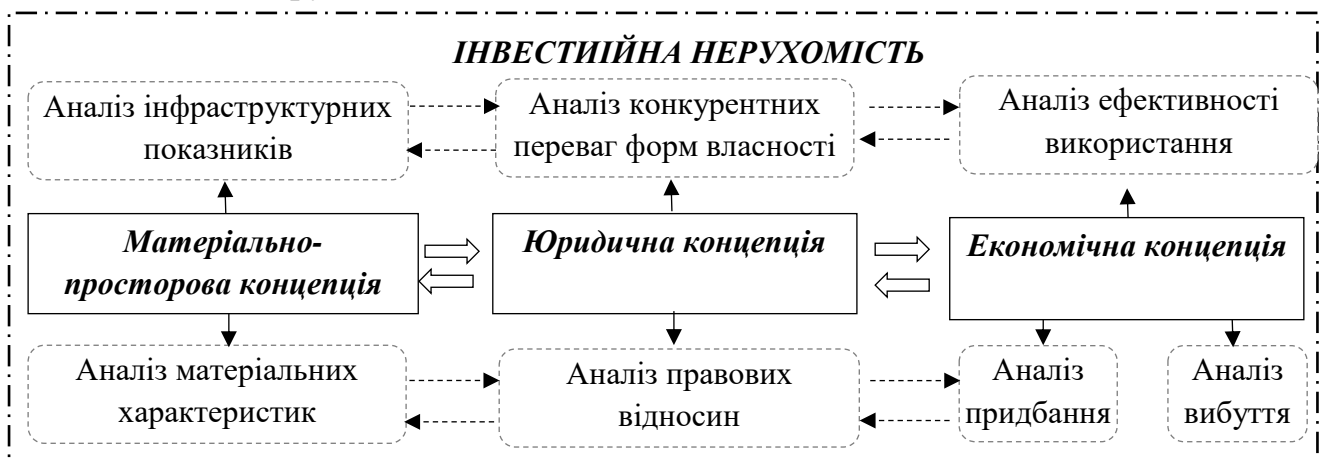 ІНВЕСТИІЙНА НЕРУХОМІСТЬ
Аналіз інфраструктурних
показників
Аналіз конкурентних
переваг форм власності
Аналіз ефективності
використання
Матеріально-
просторова концепція
Юридична концепція
Економічна концепція
Аналіз матеріальних
характеристик
Аналіз правових
відносин
Аналіз
придбання
Аналіз
вибуття